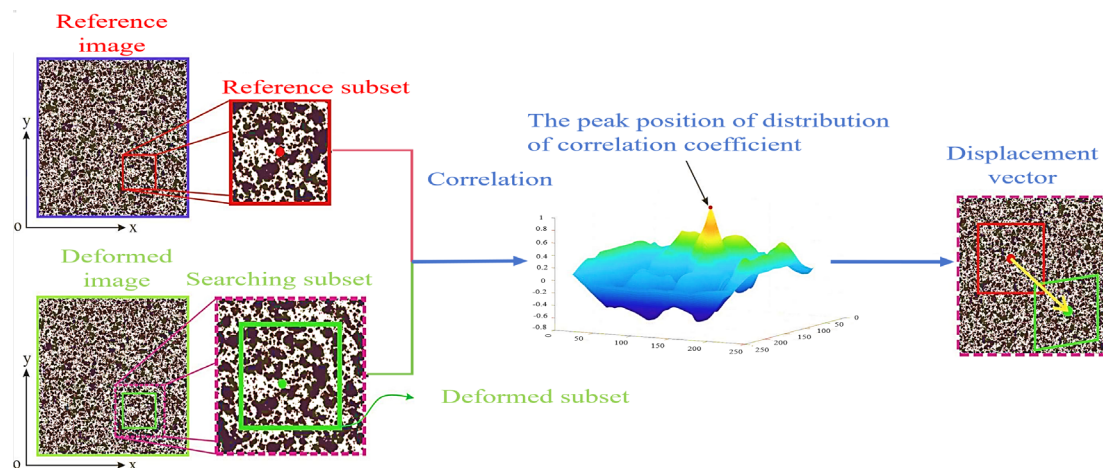 Reference
image
Reference subset
y
o
x
Deformed
image
Searching subset
y
o
x
Deformed subset
Correlation
The peak position of distribution
of correlation coefficient
1
0.8
0.6
0.4
0.2
0
-0.2
-0.4
-0.6
-0.8
0
50
100
150
200
250
250
200
150
100
50
0
Displacement
vector